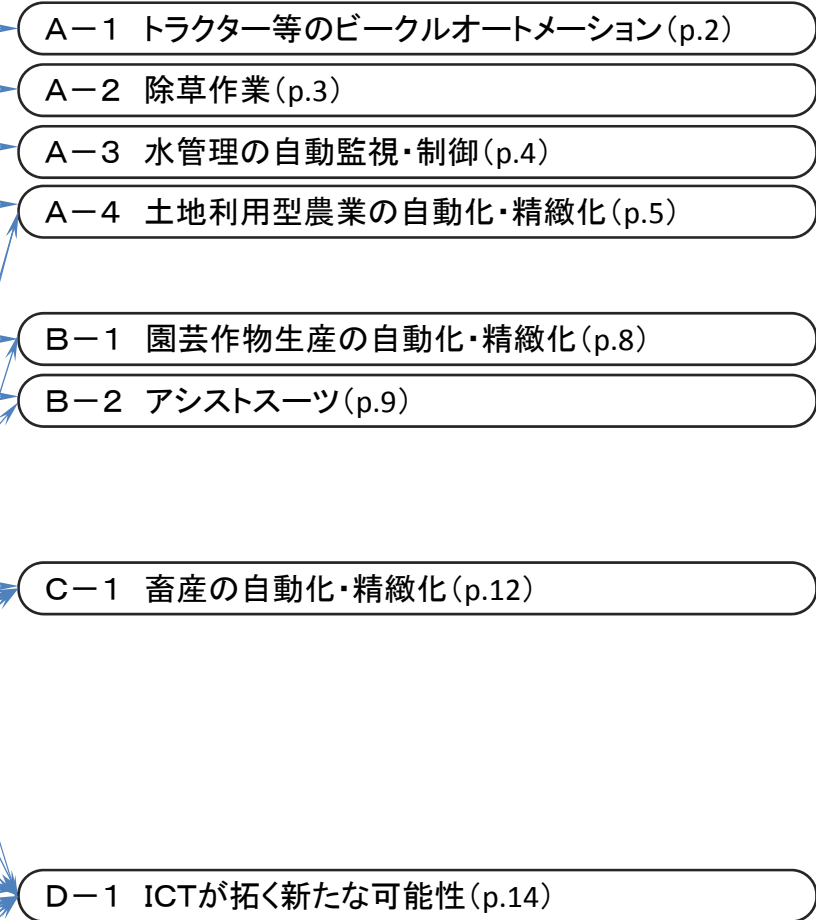 A－1 トラクター等のビークルオートメーション（p.2）
A－2 除草作業（p.3）
A－3 水管理の自動監視・制御（p.4）
A－4 土地利用型農業の自動化・精緻化（p.5）
B－1 園芸作物生産の自動化・精緻化（p.8）
B－2 アシストスーツ（p.9）
C－1 畜産の自動化・精緻化（p.12）
D－1 ICTが拓く新たな可能性（p.14）